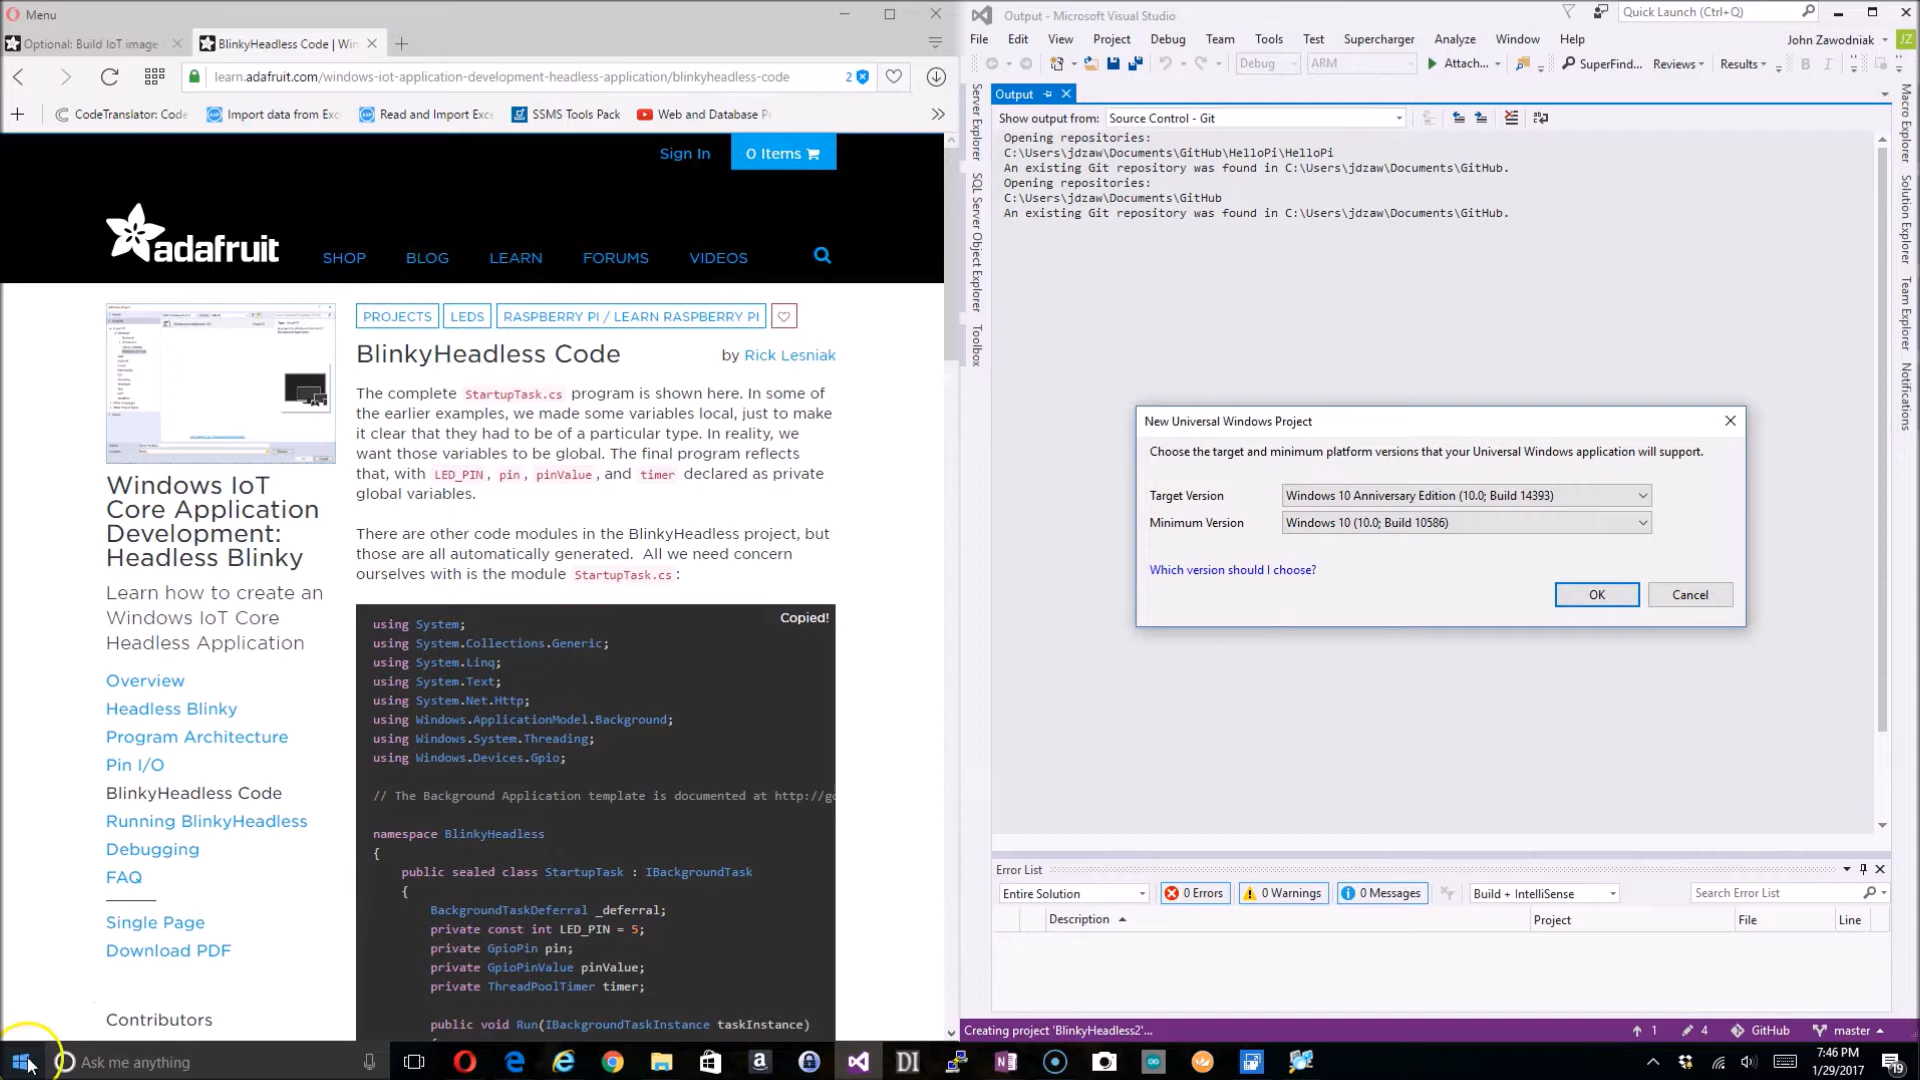 Menu
Optional: Build IoT image
BlinkyHeadless Code | Win
learn.adafruit.com/windows-iot-application-development-headless-application/blinkyheadless-code
2
CodeTranslator: Code
Import data from Exc
Read and Import Exce
SSMS Tools Pack
Web and Database P
Sign In
0 Items
adafruit
SHOP
BLOG
LEARN
FORUMS
VIDEOS
PROJECTS
LEDS
RASPBERRY PI / LEARN RASPBERRY PI
BlinkyHeadless Code
by Rick Lesniak
The complete StartupTask.cs program is shown here. In some of
the earlier examples, we made some variables local, just to make
it clear that they had to be of a particular type. In reality, we
want those variables to be global. The final program reflects
that, with LED_PIN, pin, pinValue, and timer declared as private
global variables.
There are other code modules in the BlinkyHeadless project, but
those are all automatically generated. All we need concern
ourselves with is the module StartupTask.cs:
Windows IoT
Core Application
Development:
Headless Blinky
Learn how to create an
Windows IoT Core
Headless Application
Overview
Headless Blinky
Program Architecture
Pin I/O
BlinkyHeadless Code
Running BlinkyHeadless
Debugging
FAQ
Single Page
Download PDF
Contributors
Copied!
using System;
using System.Collections.Generic;
using System.Linq;
using System.Text;
using System.Net.Http;
using Windows.ApplicationModel.Background;
using Windows.System.Threading;
using Windows.Devices.Gpio;
// The Background Application template is documented at http://go
namespace BlinkyHeadless
{
public sealed class StartupTask : IBackgroundTask
{
BackgroundTaskDeferral _deferral;
private const int LED_PIN = 5;
private GpioPin pin;
private GpioPinValue pinValue;
private ThreadPoolTimer timer;
public void Run(IBackgroundTaskInstance taskInstance)
Output - Microsoft Visual Studio
Quick Launch (Ctrl+Q)
File
Edit
View
Project
Debug
Team
Tools
Test
Supercharger
Analyze
Window
Help
John Zawodniak
JZ
Debug
ARM
Attach...
SuperFind...
Reviews
Results
B
I
Server Explorer
SQL Server Object Explorer
Toolbox
Output
Show output from:
Source Control - Git
Opening repositories:
C:\Users\jdzaw\Documents\GitHub\HelloPi\HelloPi
An existing Git repository was found in C:\Users\jdzaw\Documents\GitHub.
Opening repositories:
C:\Users\jdzaw\Documents\GitHub
An existing Git repository was found in C:\Users\jdzaw\Documents\GitHub.
Macro Explorer
Solution Explorer
Team Explorer
Notifications
New Universal Windows Project
Choose the target and minimum platform versions that your Universal Windows application will support.
Target Version
Windows 10 Anniversary Edition (10.0; Build 14393)
Minimum Version
Windows 10 (10.0; Build 10586)
Which version should I choose?
OK
Cancel
Error List
Entire Solution
0 Errors
0 Warnings
0 Messages
Build + IntelliSense
Search Error List
Description
Project
File
Line
Creating project 'BlinkyHeadless2'...
1
4
GitHub
master
Ask me anything
DI
7:46 PM
1/29/2017
19